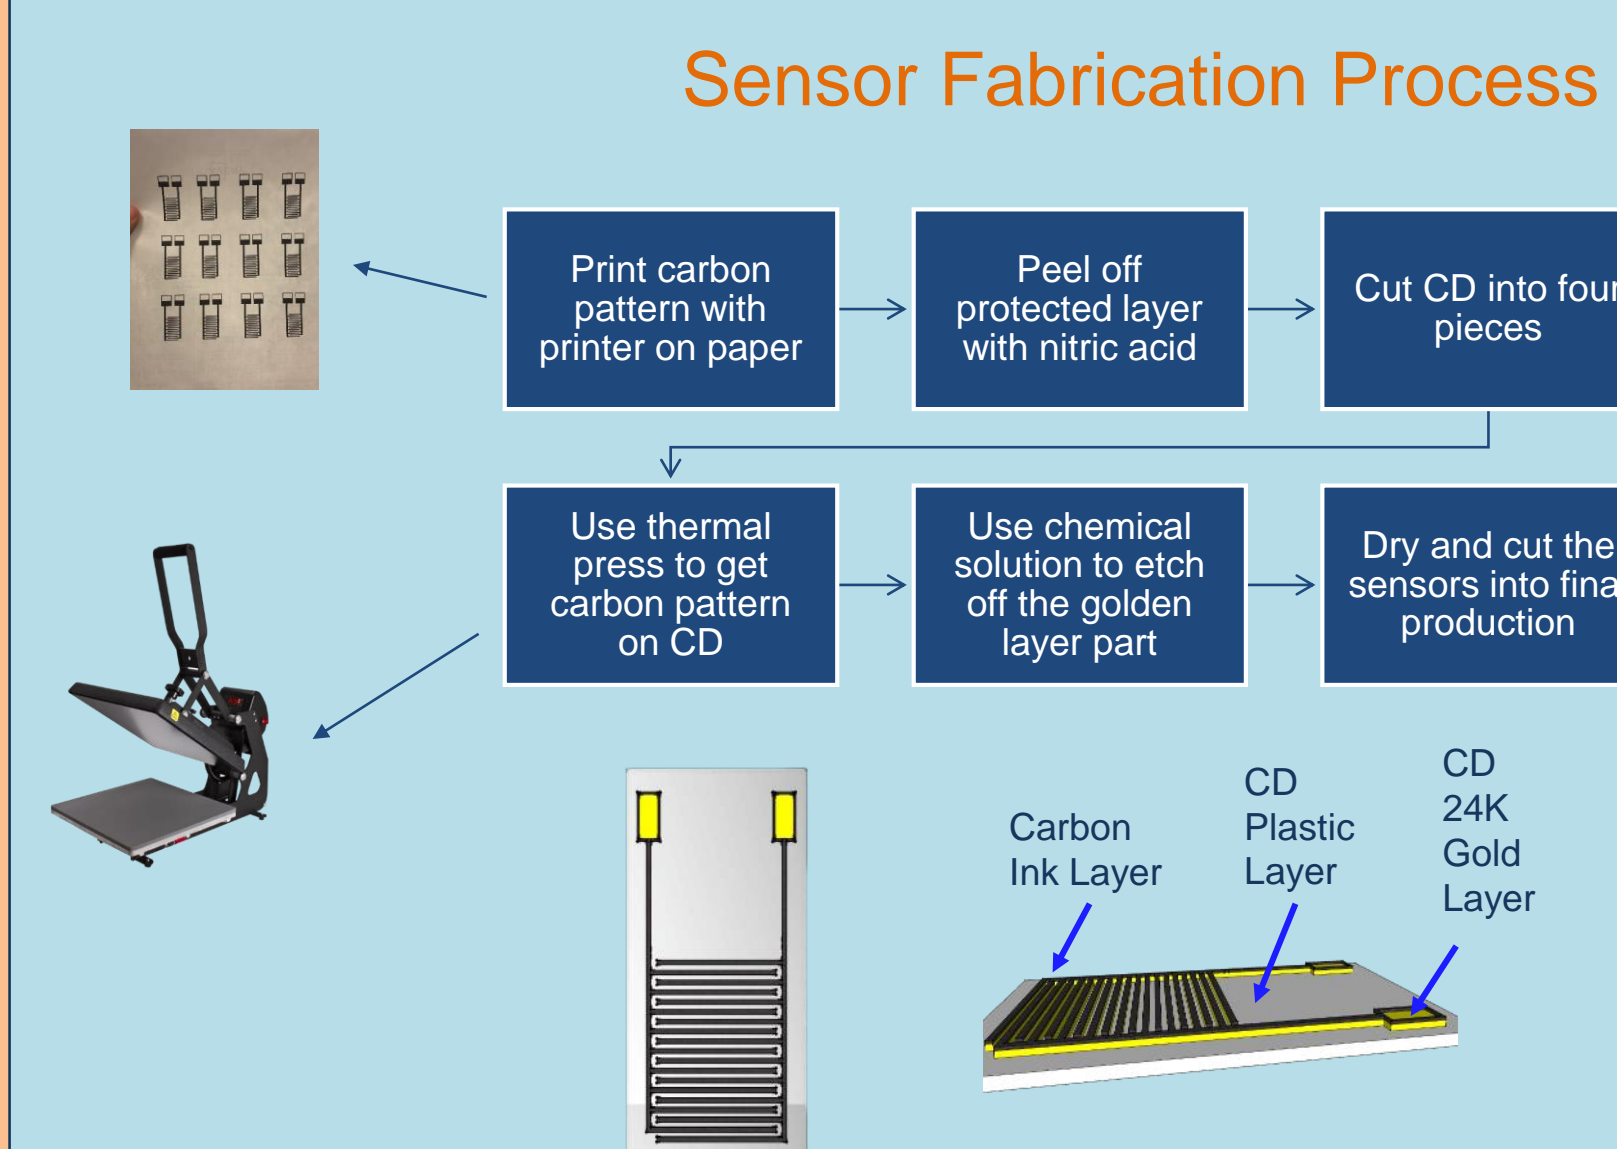 Sensor Fabrication Process
Print carbon
pattern with
printer on paper
Peel off
protected layer
with nitric acid
Cut CD into four
pieces
Use thermal
press to get
carbon pattern
on CD
Use chemical
solution to etch
off the golden
layer part
Dry and cut the
sensors into fina
production
Carbon
Ink Layer
CD
Plastic
Layer
CD
24K
Gold
Layer